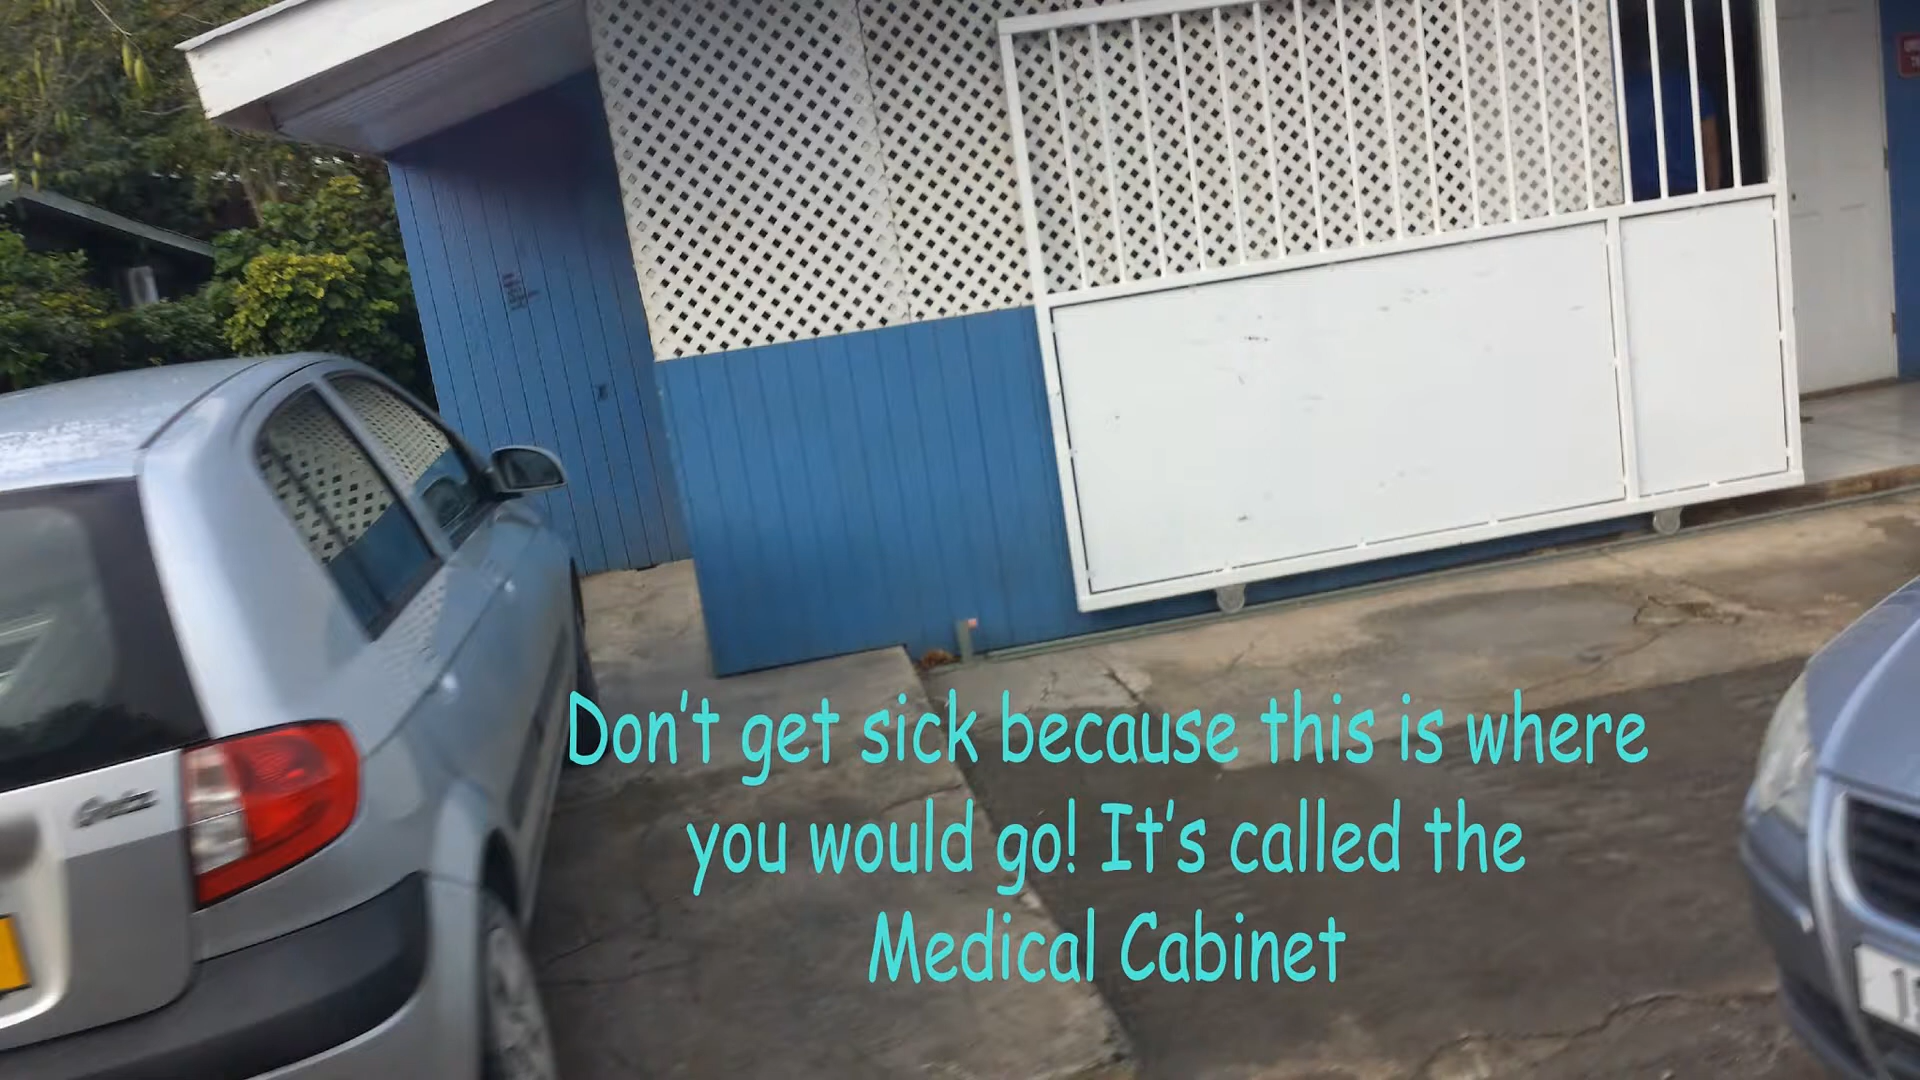 Don't get sick because this is where
you would go! It's called the
Medical Cabinet
Getz